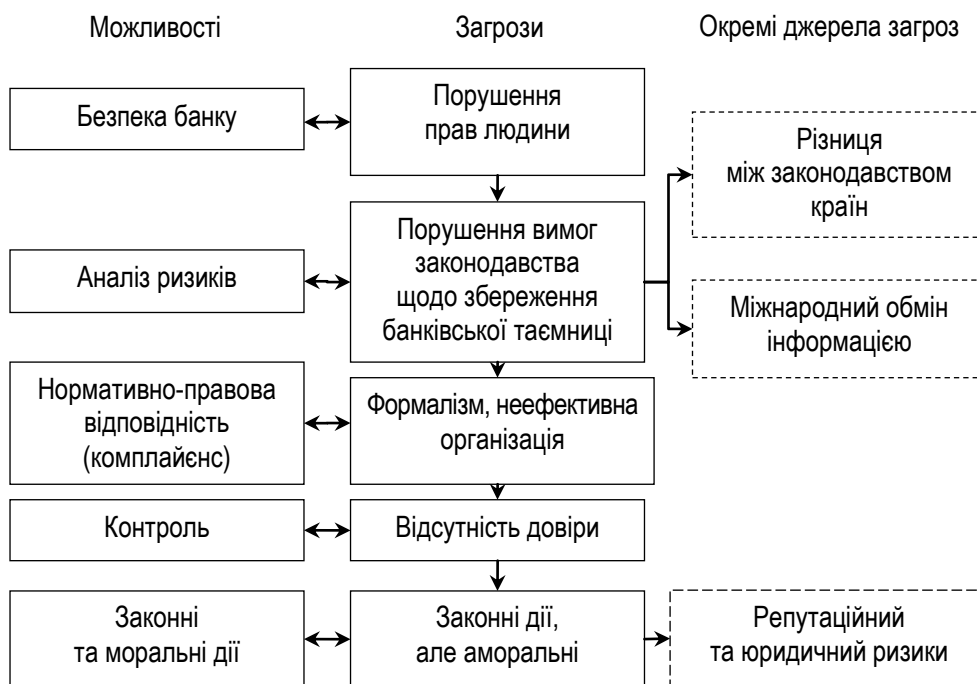 Можливості
Загрози
Окремі джерела загроз
Безпека банку
Порушення
прав людини
Різниця
між законодавством
країн
Аналіз ризиків
Порушення вимог
законодавства
щодо збереження
банківської таємниці
Міжнародний обмін
інформацією
Нормативно-правова
відповідність
(комплайєнс)
Формалізм, неефективна
організація
Контроль
Відсутність довіри
Законні
та моральні дії
Законні дії,
але аморальні
Репутаційний
та юридичний ризики